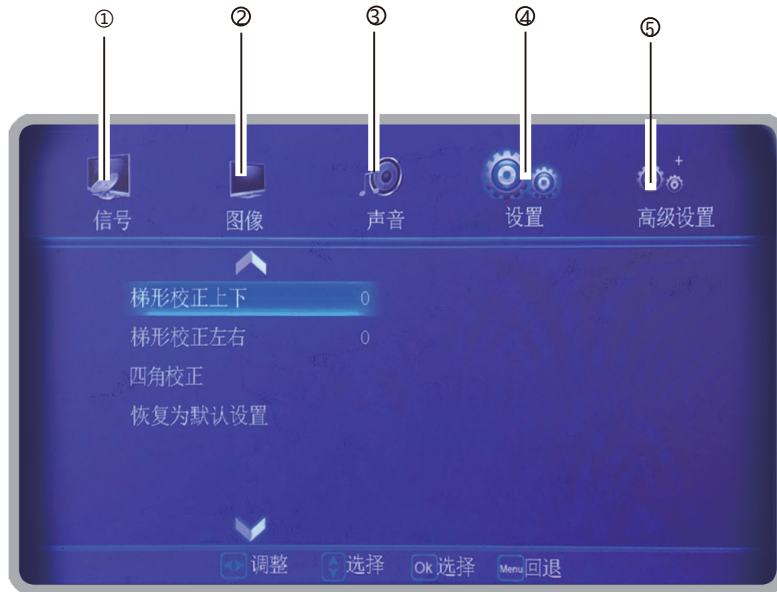 ① ② ③ ④ ⑤
信号 图像 声音 设置 高级设置
梯形校正上下 0
梯形校正左右 0
四角校正
恢复为默认设置
调整 选择 Ok 选择 Menu 回退